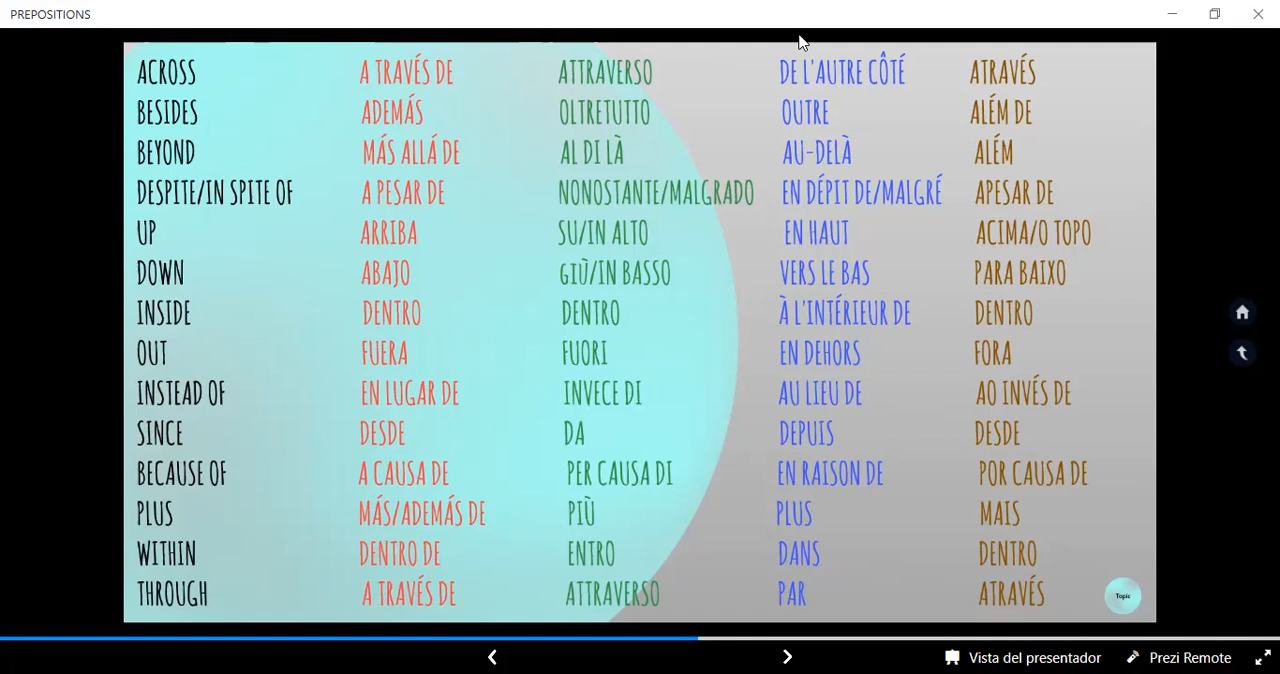 PREPOSITIONS
ACROSS A TRAVÉS DE ATTRAVERSO DE L'AUTRE CÔTÉ ATRAVÉS
BESIDES ADEMÁS OLTRETUTTO OUTRE ALÉM DE
BEYOND MÁS ALLÁ DE AL DI LÀ AU-DELÀ ALÉM
DESPITE/IN SPITE OF A PESAR DE NONOSTANTE/MALGRADO EN DÉPIT DE/MALGRÉ APESAR DE
UP ARRIBA SU/IN ALTO EN HAUT ACIMA/O TOPO
DOWN ABAJO GIÙ/IN BASSO VERS LE BAS PARA BAIXO
INSIDE DENTRO DENTRO À L'INTÉRIEUR DE DENTRO
OUT FUERA FUORI EN DEHORS FORA
INSTEAD OF EN LUGAR DE INVECE DI AU LIEU DE AO INVÉS DE
SINCE DESDE DA DEPUIS DESDE
BECAUSE OF A CAUSA DE PER CAUSA DI EN RAISON DE POR CAUSA DE
PLUS MÁS/ADEMÁS DE PIÙ PLUS MAIS
WITHIN DENTRO DE ENTRO DANS DENTRO
THROUGH A TRAVÉS DE ATTRAVERSO PAR ATRAVÉS
Topic
Vista del presentador Prezi Remote